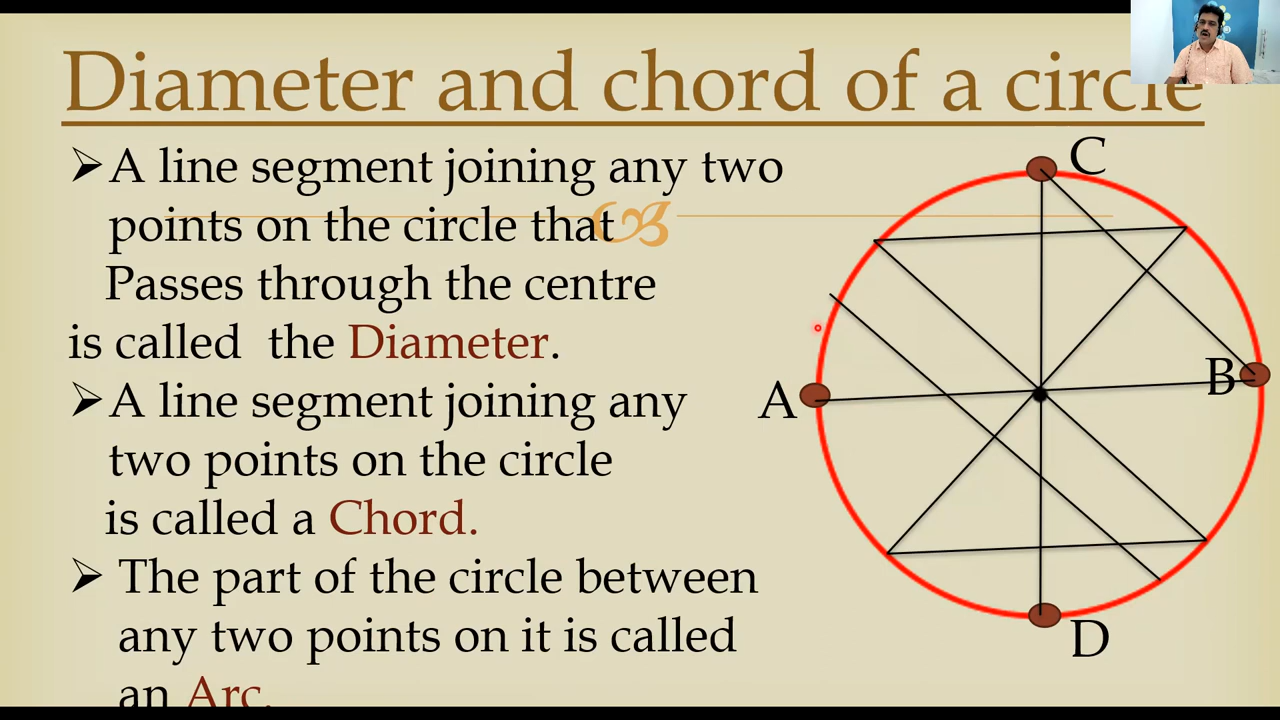 Diameter and chord of a circle
➢A line segment joining any two
points on the circle that
Passes through the centre
is called the Diameter.
➢A line segment joining any
two points on the circle
is called a Chord.
➢ The part of the circle between
any two points on it is called
an Arc.
C
A
B
D